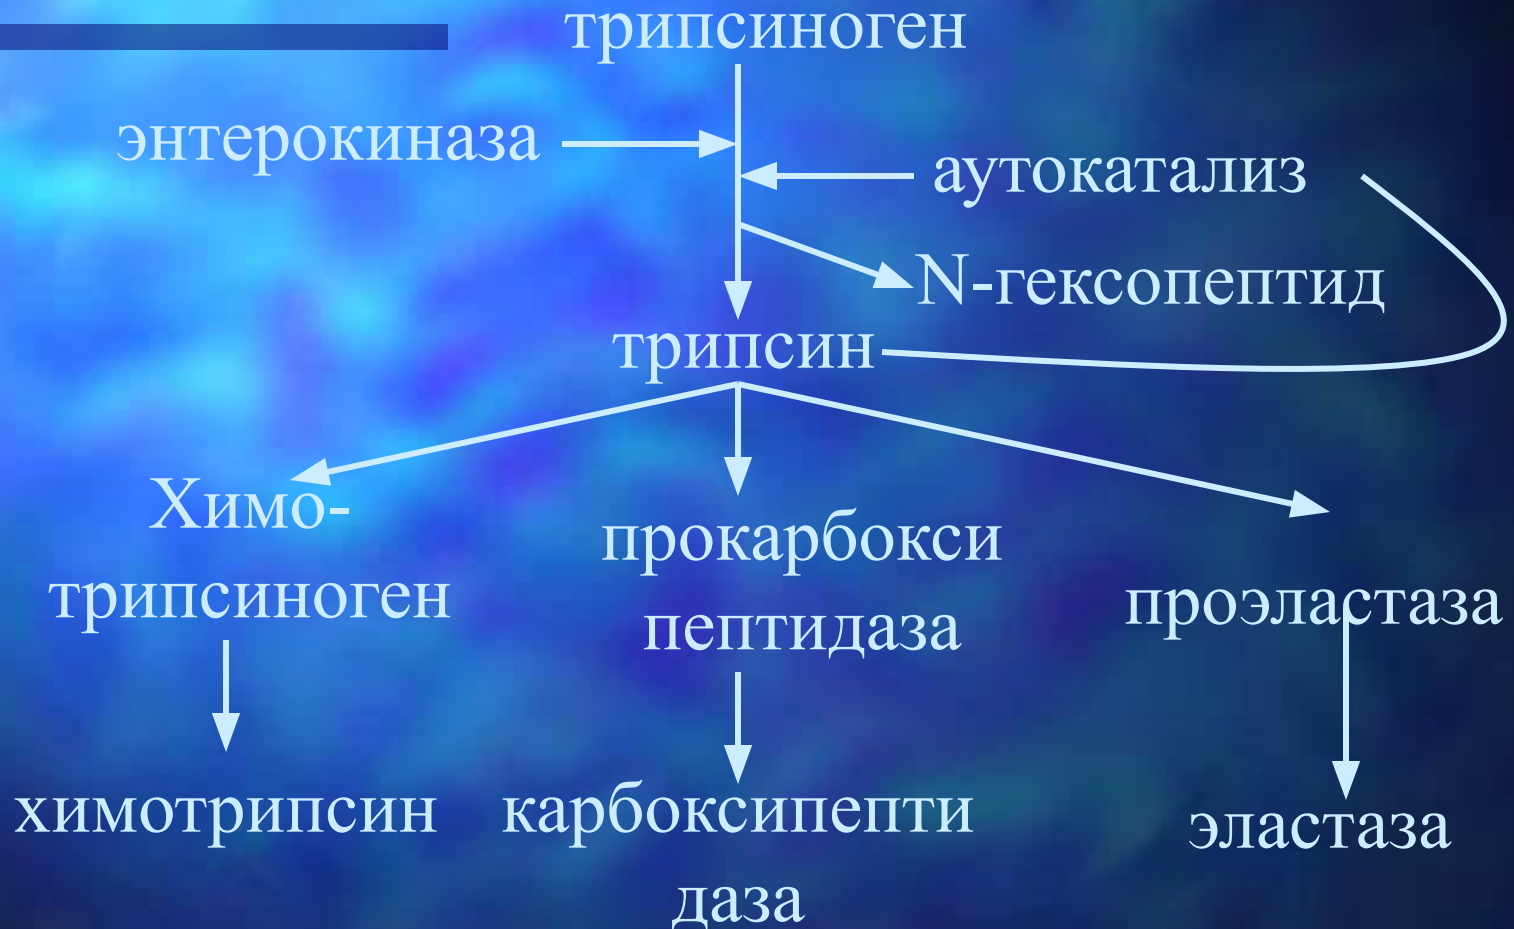 трипсиноген
энтерокиназа
аутокатализ
N-гексопептид
трипсин
Химо-
трипсиноген
прокарбокси
пептидаза
проэластаза
химотрипсин
карбоксипепти
даза
эластаза